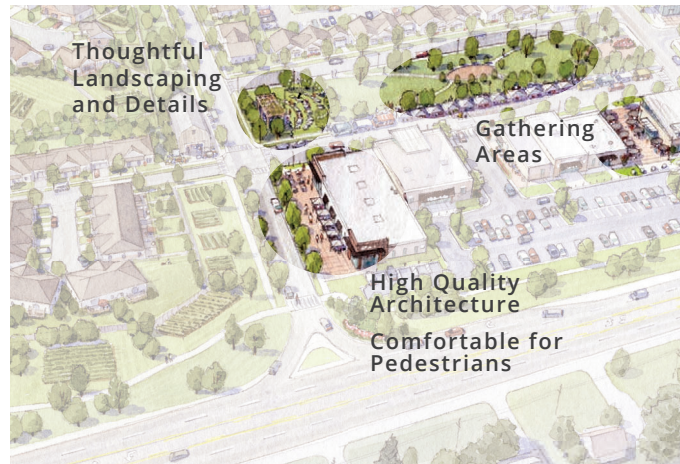 Thoughtful
Landscaping
and Details
Gathering
Areas
High Quality
Architecture
Comfortable for
Pedestrians